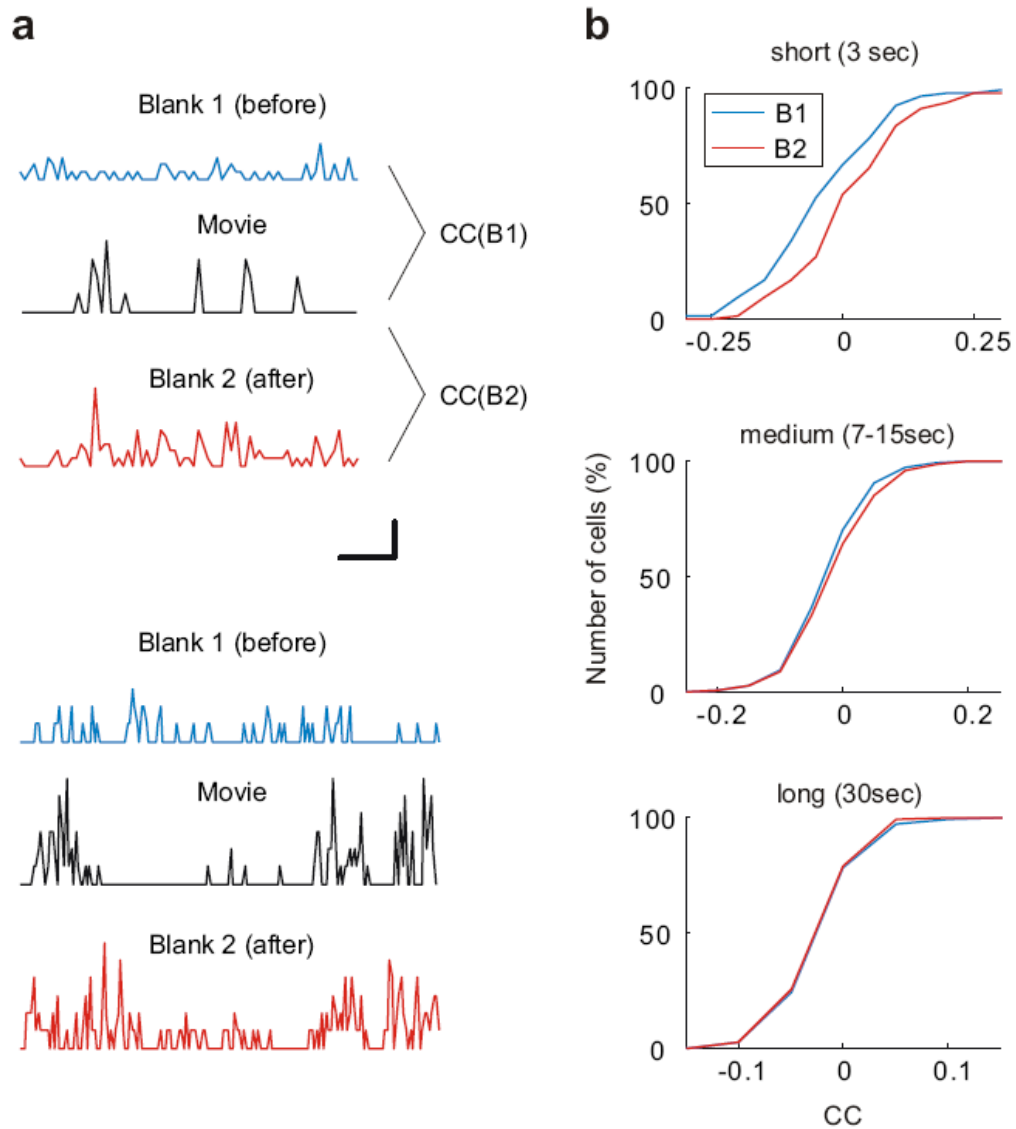 a
Blank 1 (before)
Movie
CC(B1)
Blank 2 (after)
CC(B2)
Blank 1 (before)
Movie
Blank 2 (after)
b
short (3 sec)
100
B1
B2
50
0
-0.25
0
0.25
medium (7-15sec)
100
50
0
-0.2
0
0.2
Number of cells (%)
long (30sec)
100
50
0
-0.1
0
0.1
CC